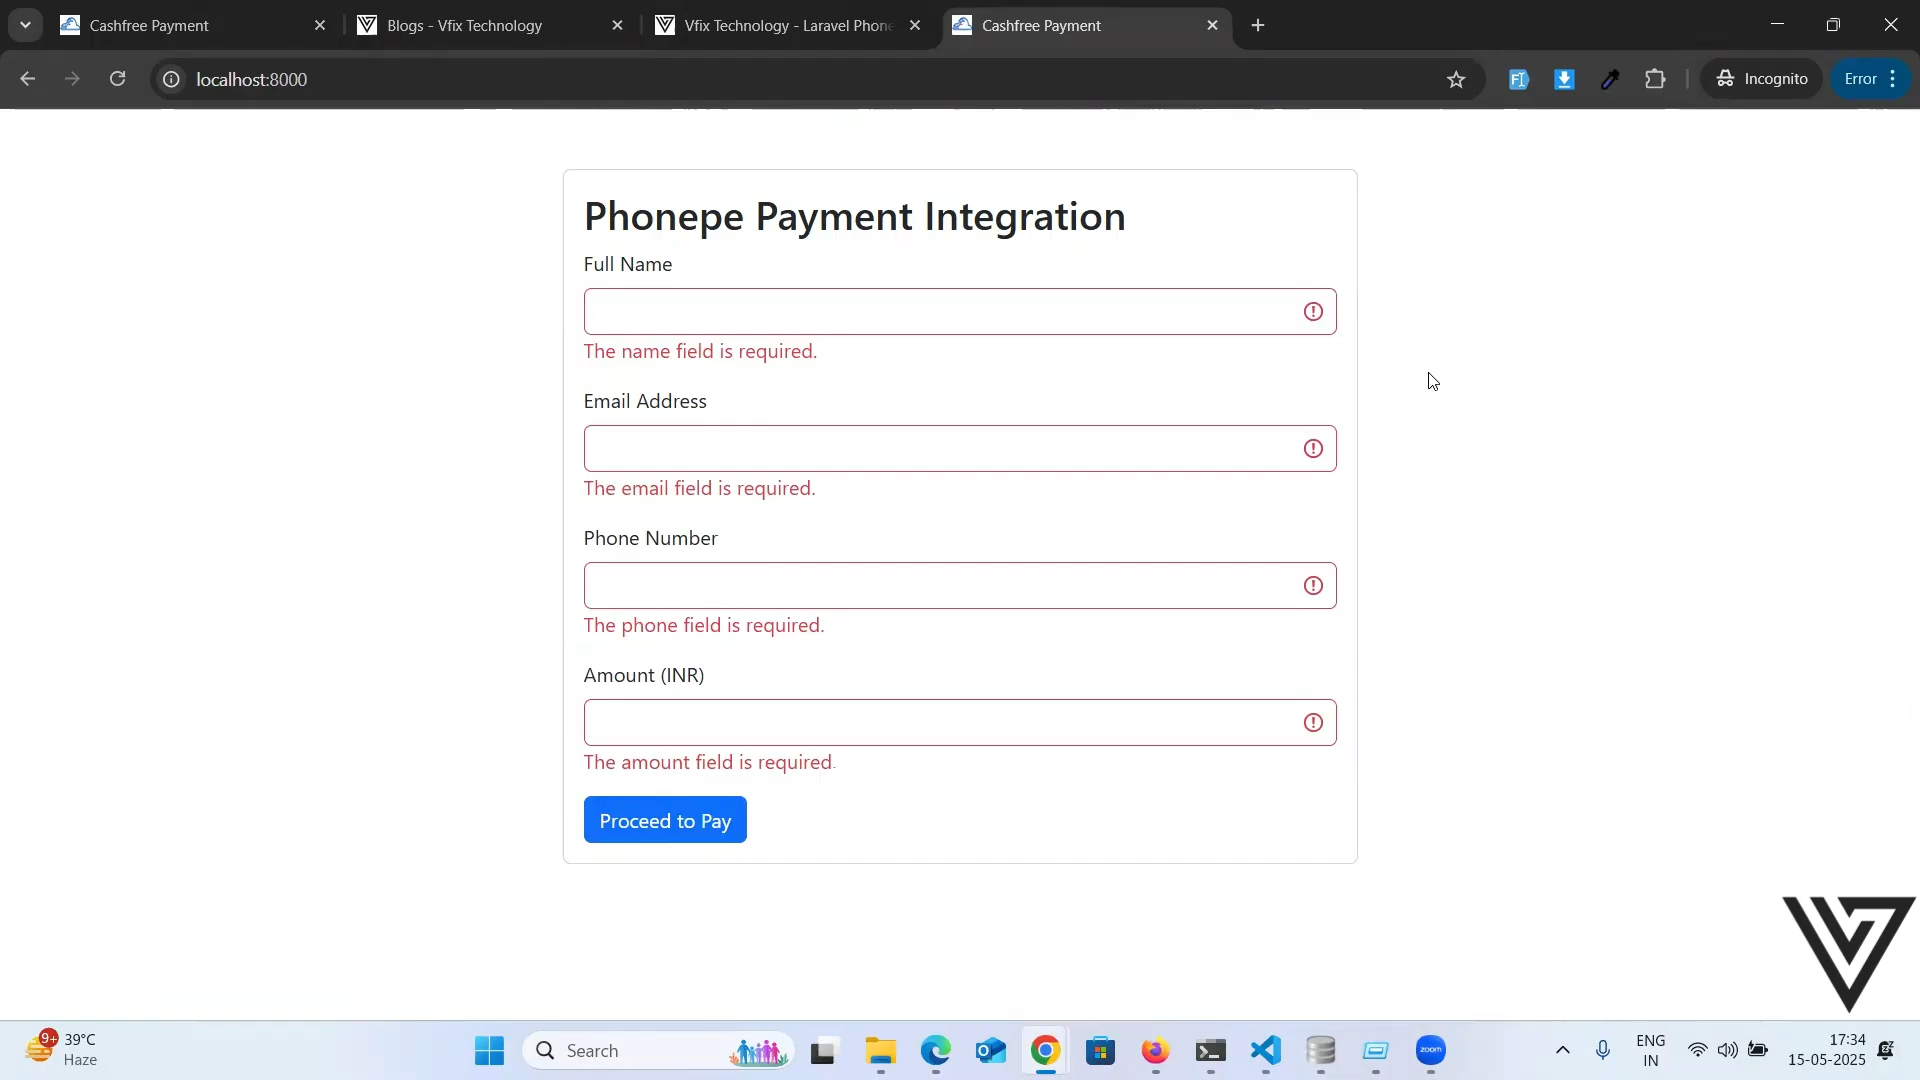 Cashfree Payment
Blogs - Vfix Technology
Vfix Technology - Laravel Phone
Cashfree Payment
localhost:8000
Incognito
Error
Phonepe Payment Integration
Full Name
The name field is required.
Email Address
The email field is required.
Phone Number
The phone field is required.
Amount (INR)
The amount field is required.
Proceed to Pay
9+
39°C
Haze
Search
zoom
ENG
IN
17:34
15-05-2025